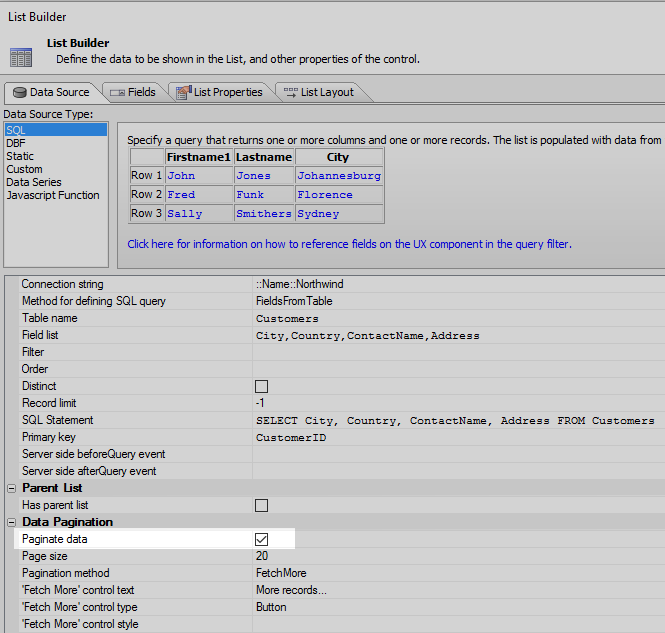 List Builder
List Builder
Define the data to be shown in the List, and other properties of the control.
Data Source Fields List Properties List Layout
Data Source Type:
SQL
DBF
Static
Custom
Data Series
Javascript Function
Specify a query that returns one or more columns and one or more records. The list is populated with data from
Firstname1 Lastname City
Row 1 John Jones Johannesburg
Row 2 Fred Funk Florence
Row 3 Sally Smithers Sydney
Click here for information on how to reference fields on the UX component in the query filter.
Connection string ::Name::Northwind
Method for defining SQL query FieldsFromTable
Table name Customers
Field list City,Country,ContactName,Address
Filter
Order
Distinct
Record limit -1
SQL Statement SELECT City, Country, ContactName, Address FROM Customers
Primary key CustomerID
Server side beforeQuery event
Server side afterQuery event
Parent List
Has parent list
Data Pagination
Paginate data
Page size 20
Pagination method FetchMore
'Fetch More' control text More records...
'Fetch More' control type Button
'Fetch More' control style